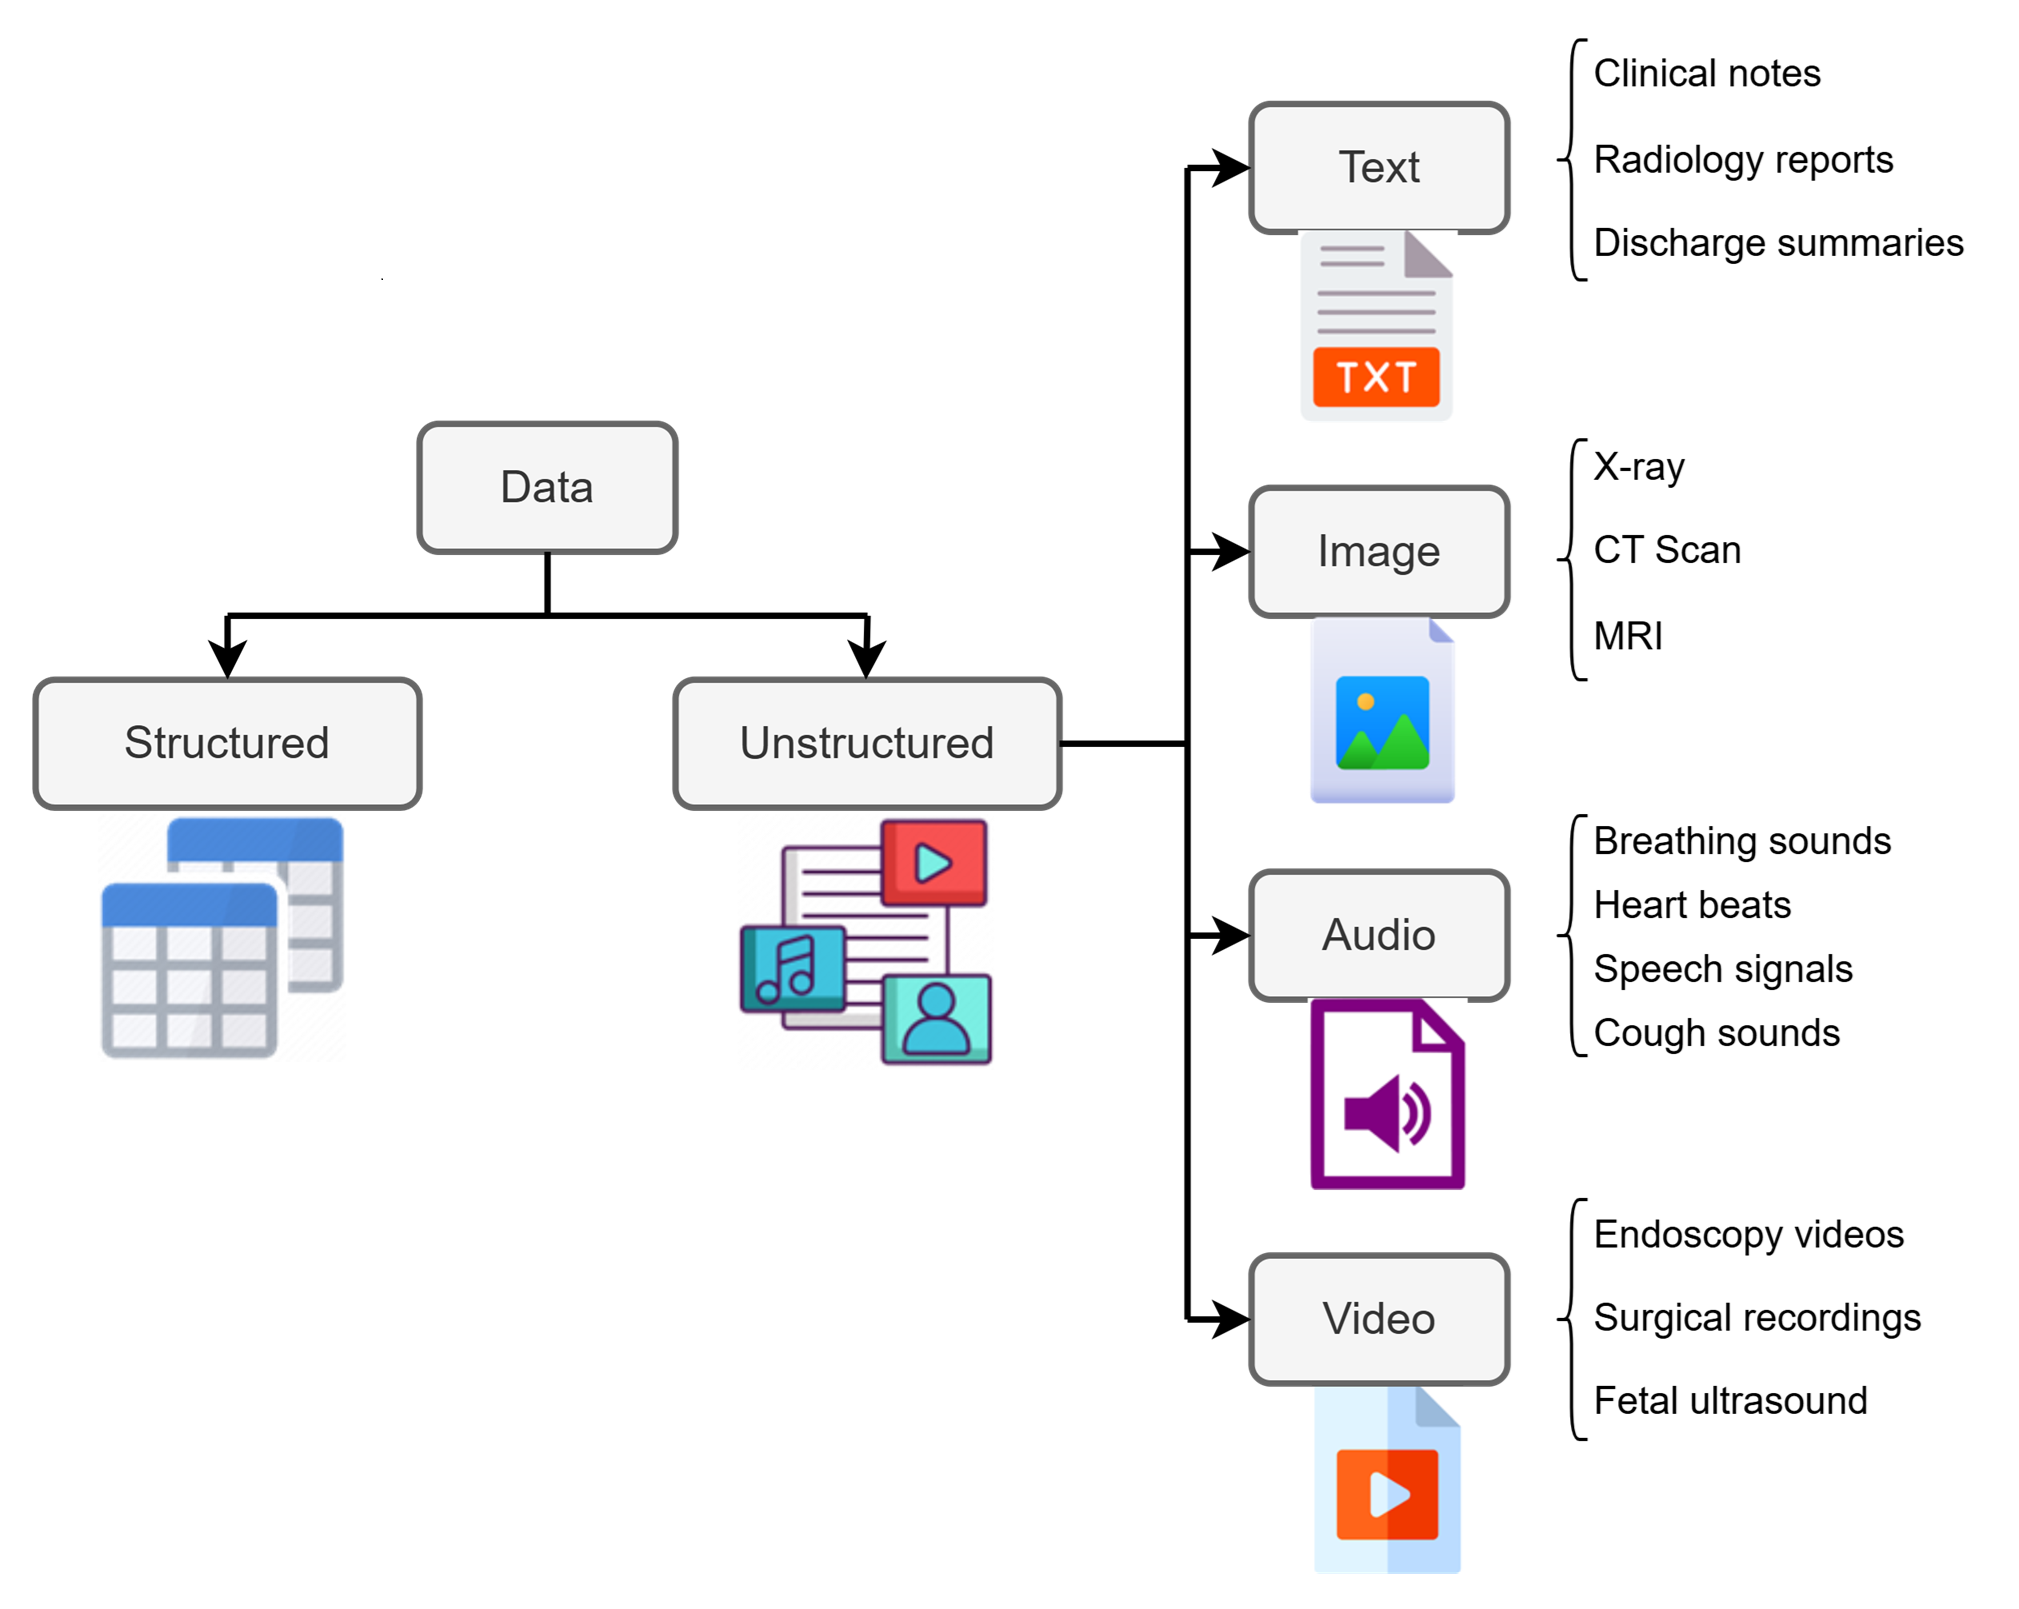 Data
Structured
Unstructured
Text
TXT
Clinical notes
Radiology reports
Discharge summaries
Image
X-ray
CT Scan
MRI
Audio
Breathing sounds
Heart beats
Speech signals
Cough sounds
Video
Endoscopy videos
Surgical recordings
Fetal ultrasound